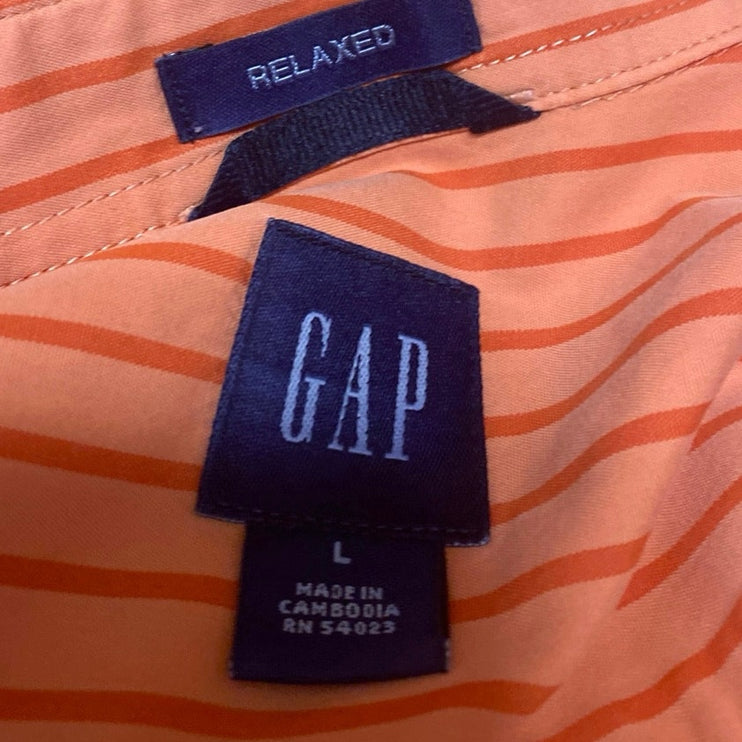 RELAXED
GAP
L
MADE IN
CAMBODIA
RN 54023